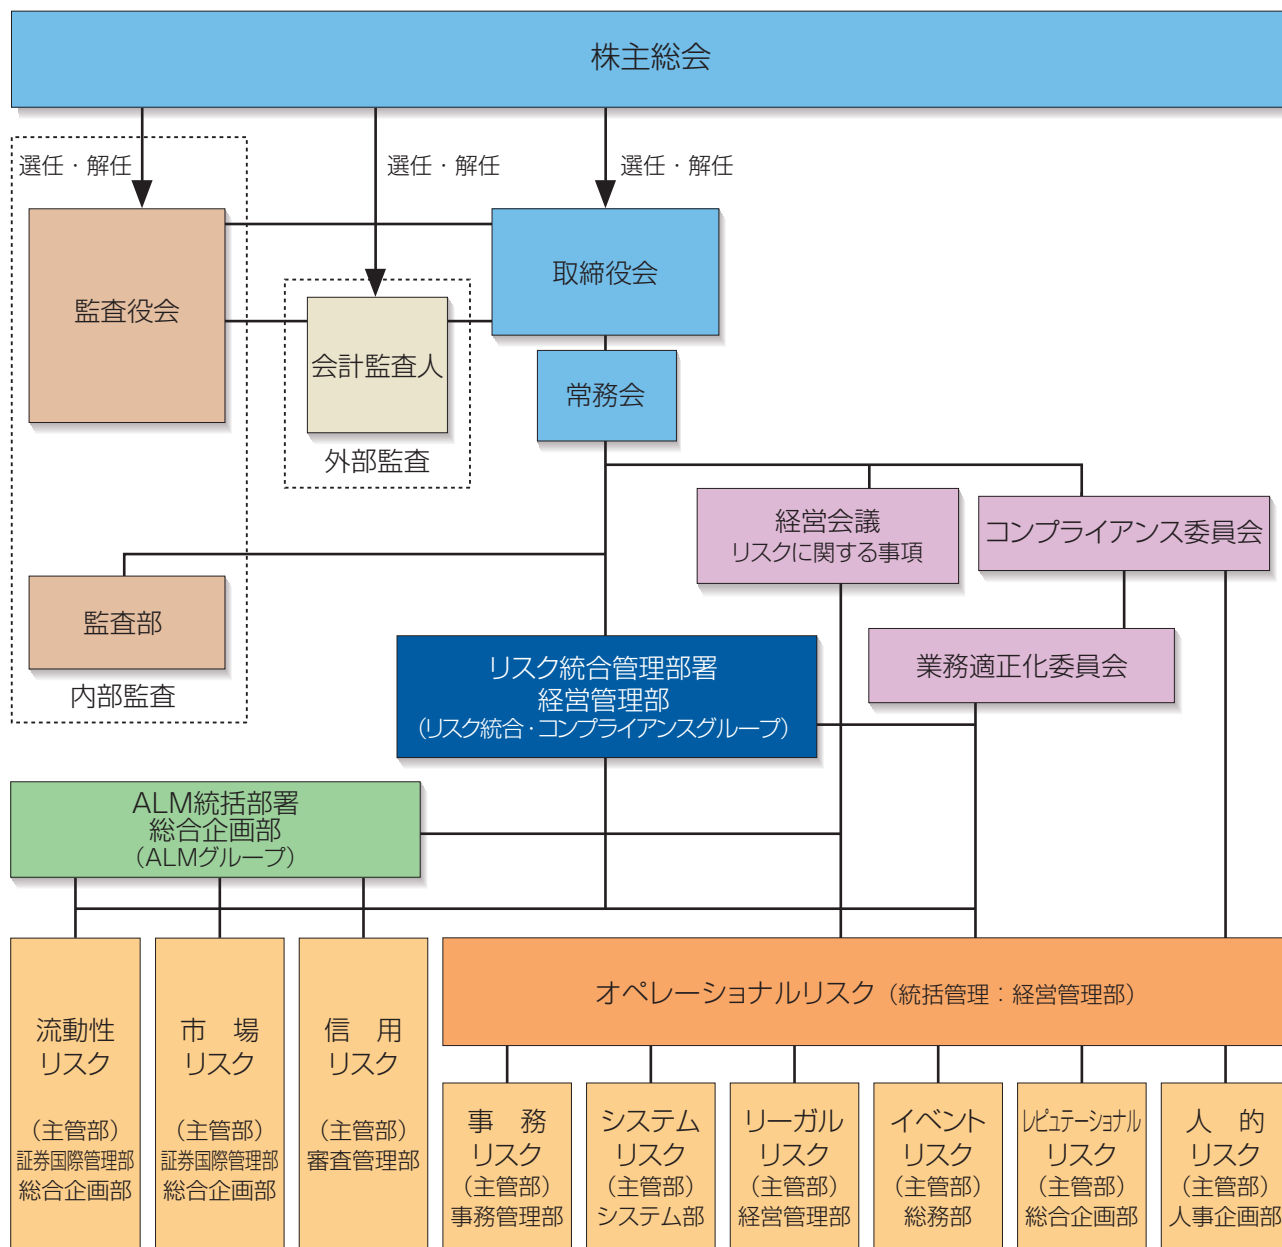 株主総会
選任・解任
選任・解任
選任・解任
監査役会
会計監査人
外部監査
取締役会
常務会
経営会議
リスクに関する事項
コンプライアンス委員会
監査部
内部監査
リスク統合管理部署
経営管理部
（リスク統合・コンプライアンスグループ）
業務適正化委員会
ALM統括部署
総合企画部
（ALMグループ）
流動性
リスク
（主管部）
証券国際管理部
総合企画部
市　場
リスク
（主管部）
証券国際管理部
総合企画部
信　用
リスク
（主管部）
審査管理部
オペレーショナルリスク（統括管理：経営管理部）
事　務
リスク
（主管部）
事務管理部
システム
リスク
（主管部）
システム部
リーガル
リスク
（主管部）
経営管理部
イベント
リスク
（主管部）
総務部
レピュテーショナル
リスク
（主管部）
総合企画部
人　的
リスク
（主管部）
人事企画部